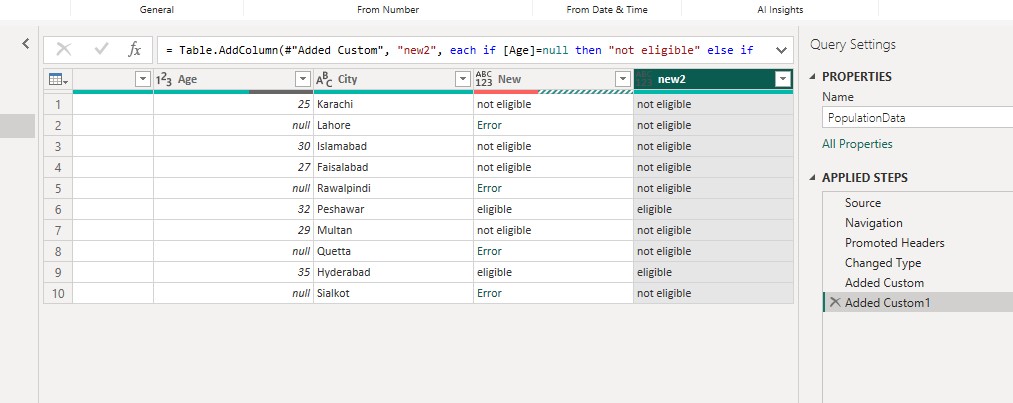 General From Number From Date & Time AI Insights
fx = Table.AddColumn(#"Added Custom", "new2", each if [Age]=null then "not eligible" else if
Query Settings
PROPERTIES
Name
PopulationData
All Properties
APPLIED STEPS
Source
Navigation
Promoted Headers
Changed Type
Added Custom
Added Custom1
123 Age ABC City ABC123 New ABC123 new2
1 25 Karachi not eligible not eligible
2 null Lahore Error not eligible
3 30 Islamabad not eligible not eligible
4 27 Faisalabad not eligible not eligible
5 null Rawalpindi Error not eligible
6 32 Peshawar eligible eligible
7 29 Multan not eligible not eligible
8 null Quetta Error not eligible
9 35 Hyderabad eligible eligible
10 null Sialkot Error not eligible